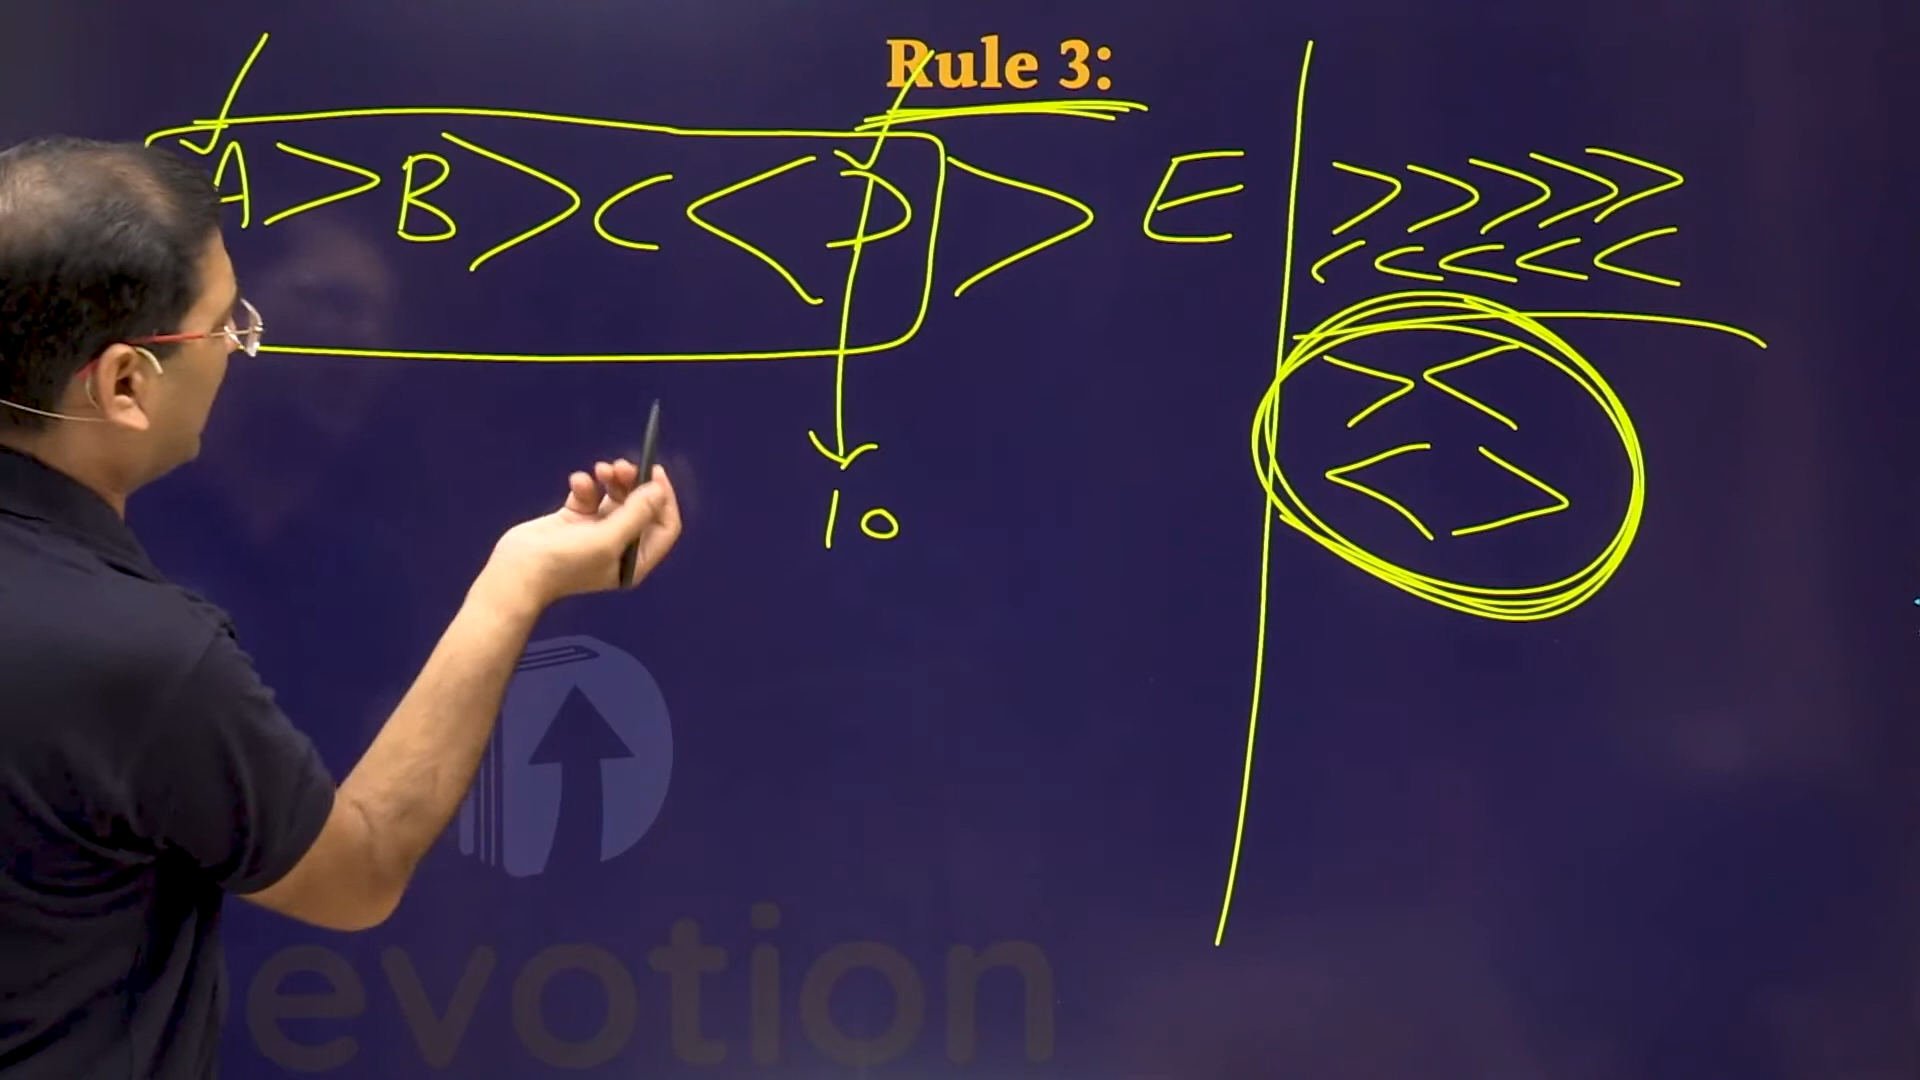 Rule 3:
A > B > C < D > E
> > > > >
< < < < <
> <
< >
10
evotion